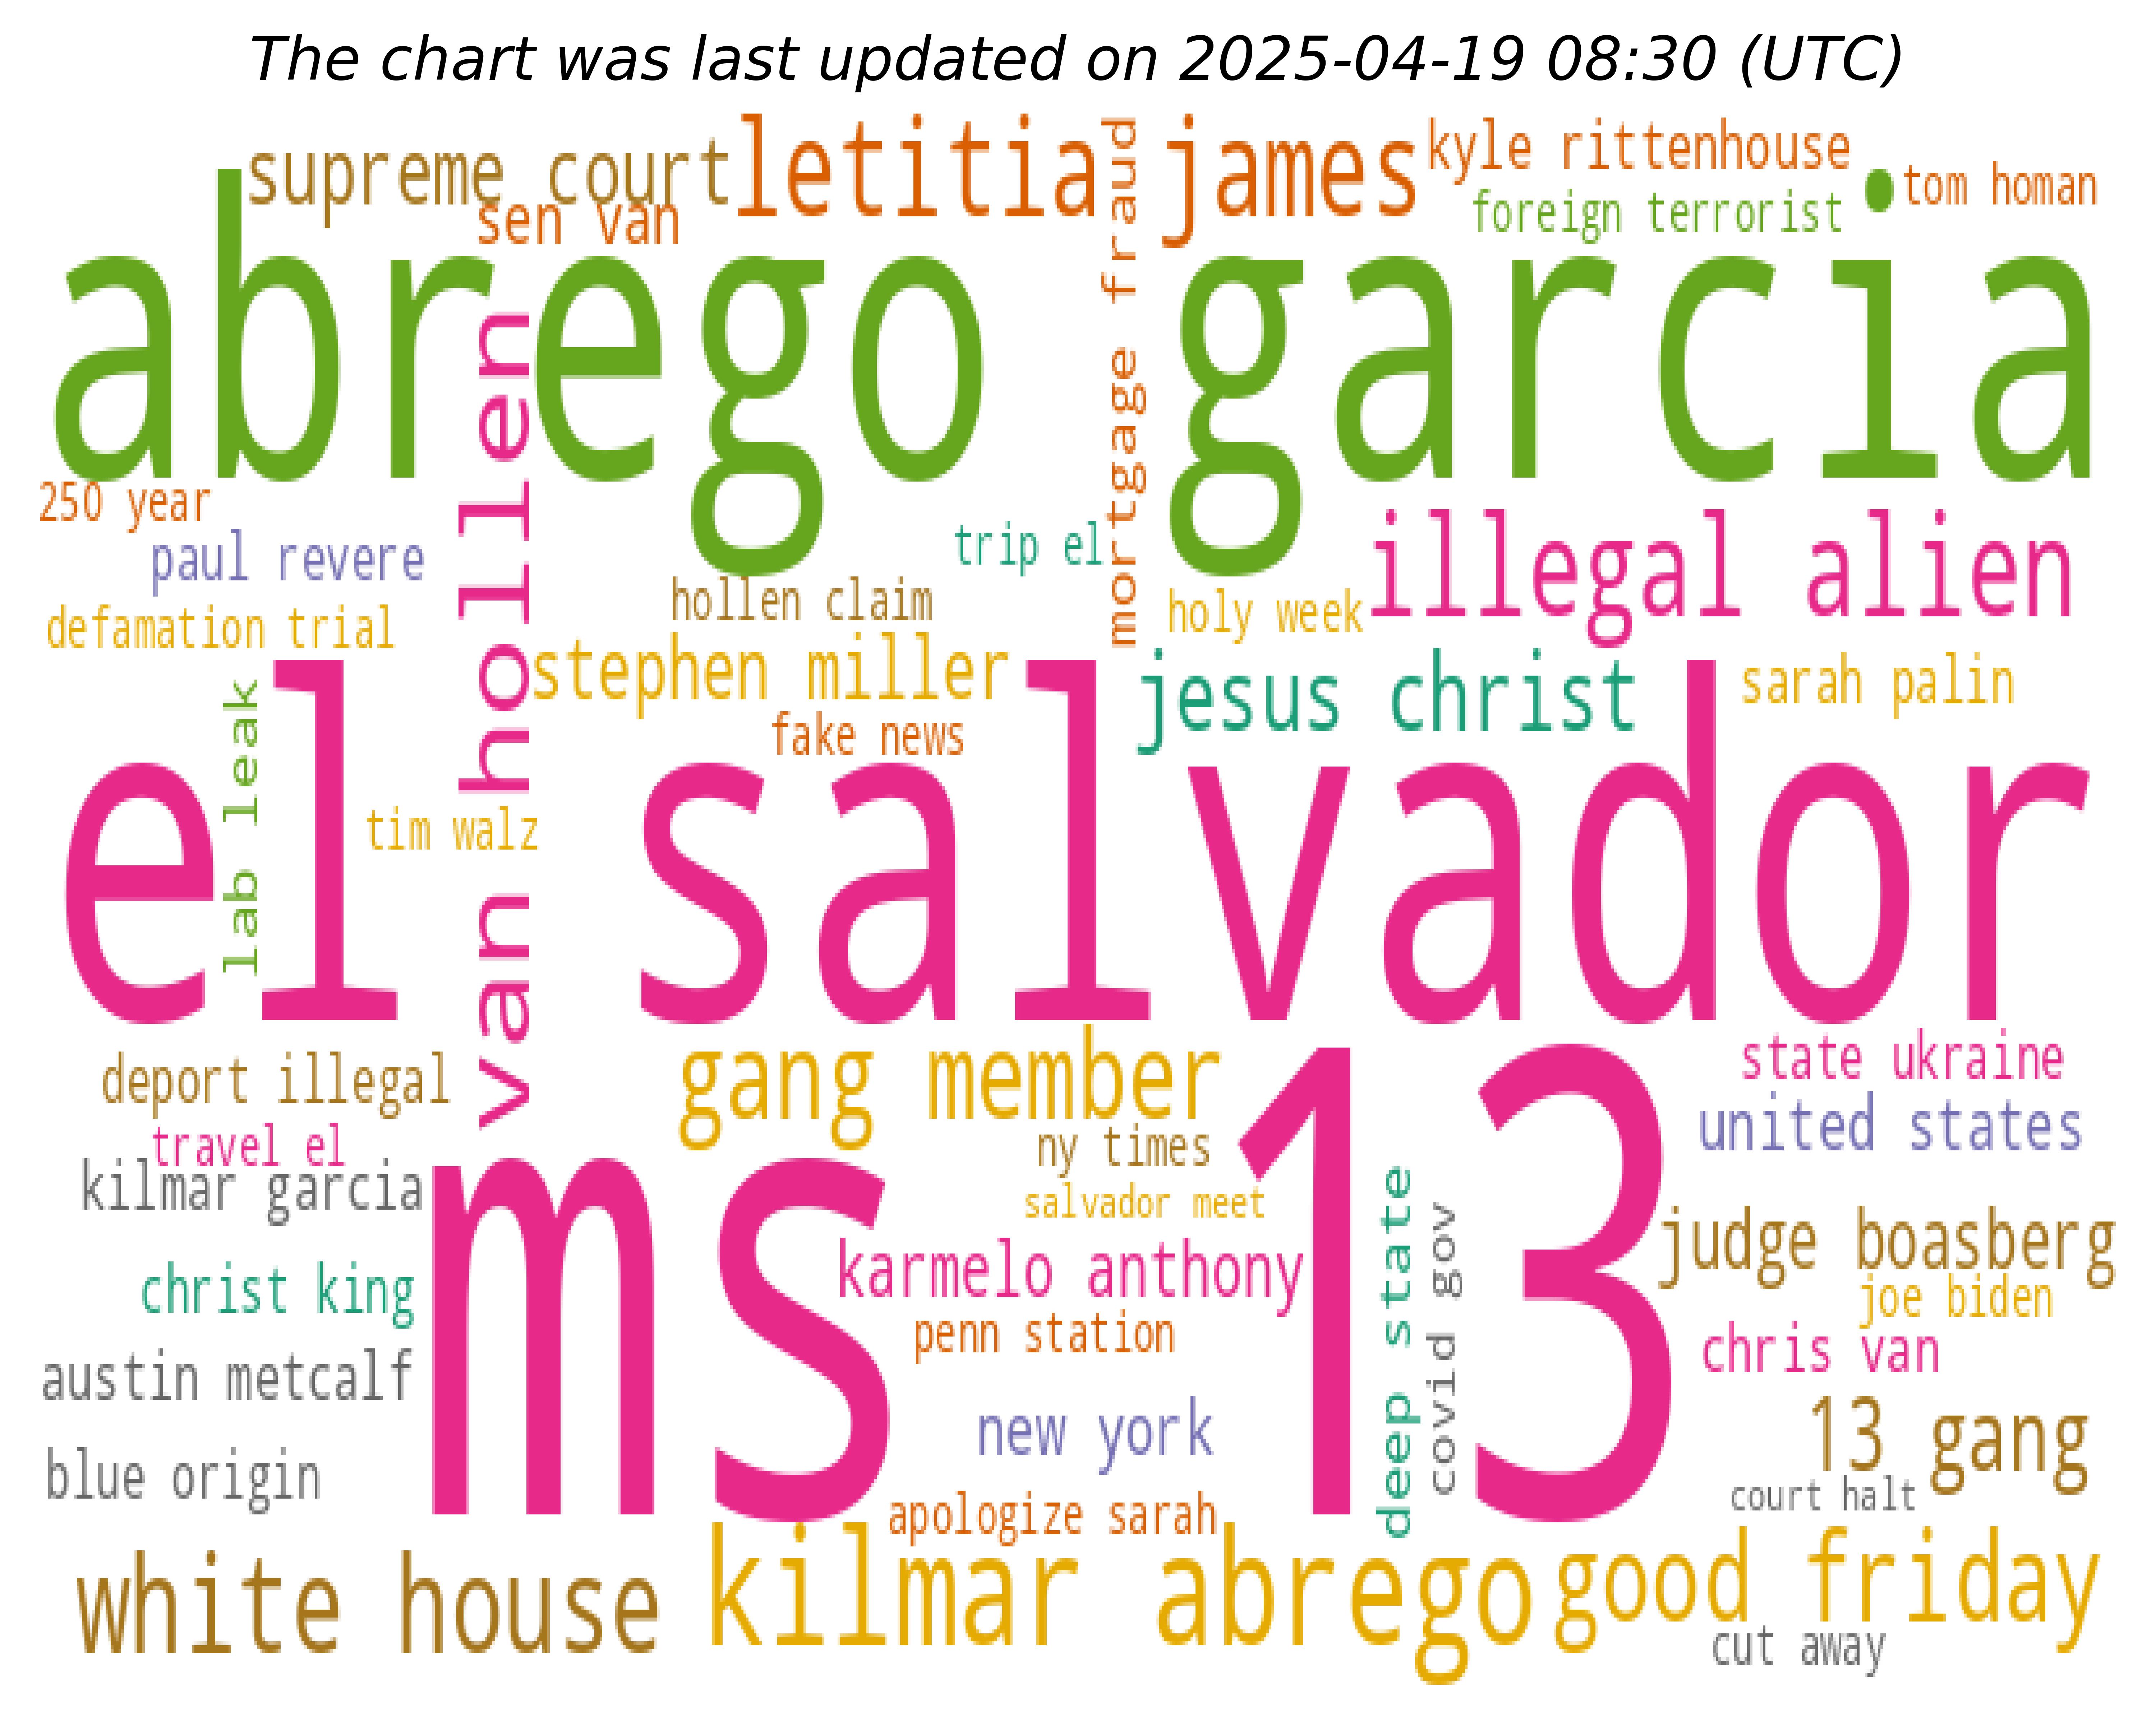 The chart was last updated on 2025-04-19 08:30 (UTC)
supreme court
letitia james
kyle rittenhouse
tom homan
sen van
foreign terrorist
mortgage fraud
abrego garcia
250 year
paul revere
trip el
illegal alien
hollen claim
holy week
defamation trial
van hollen
stephen miller
jesus christ
sarah palin
fake news
lab leak
tim walz
el salvador
deport illegal
gang member
state ukraine
united states
travel el
ny times
kilmar garcia
salvador meet
ms 13
judge boasberg
karmelo anthony
deep state
covid gov
joe biden
christ king
penn station
chris van
austin metcalf
new york
13 gang
blue origin
court halt
apologize sarah
white house
kilmar abrego
good friday
cut away